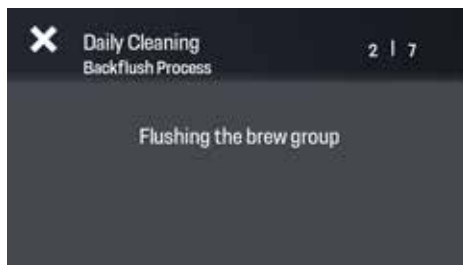 Daily Cleaning
2 | 7
Backflush Process
Flushing the brew group